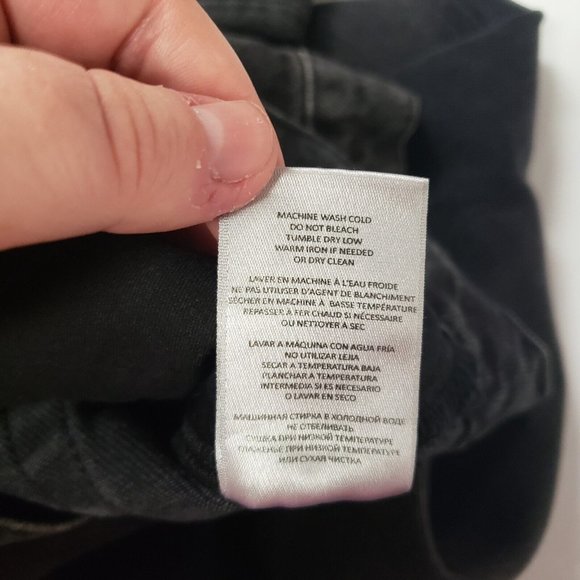 MACHINE WASH COLD
DO NOT BLEACH
TUMBLE DRY LOW
WARM IRON IF NEEDED
OR DRY CLEAN
LAVER EN MACHINE À L'EAU FROIDE
NE PAS UTILISER D'AGENT DE BLANCHIMENT
SÉCHER EN MACHINE À BASSE TEMPÉRATURE
REPASSER À FER CHAUD SI NÉCESSAIRE
OU NETTOYER À SEC
LAVAR A MÁQUINA CON AGUA FRÍA
NO UTILIZAR LEJIA
SECAR A TEMPERATURA BAJA
PLANCHAR A TEMPERATURA
INTERMEDIA SI ES NECESARIO
O LAVAR EN SECO
МАШИННАЯ СТИРКА В ХОЛОДНОЙ ВОДЕ
НЕ ОТБЕЛИВАТЬ
СУШКА ПРИ НИЗКОЙ ТЕМПЕРАТУРЕ
ГЛАЖЕНЬЕ ПРИ НИЗКОЙ ТЕМПЕРАТУРЕ
ИЛИ СУХАЯ ЧИСТКА